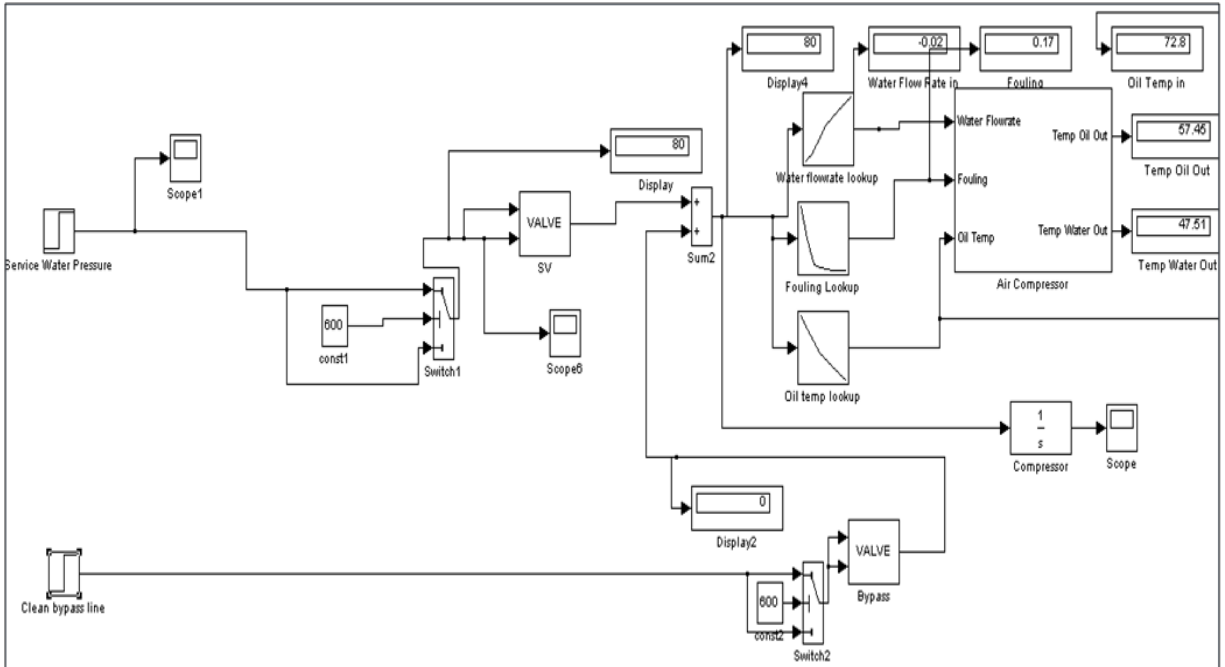 80
Display4
-0.02
Water Flow Rate in
0.17
Fouling
72.8
Oil Temp in
Scope1
80
Display
Water flowrate lookup
Water Flowrate
Fouling
Oil Temp
Temp Oil Out
Temp Water Out
Air Compressor
57.45
Temp Oil Out
47.51
Temp Water Out
Service Water Pressure
VALVE
SV
+
+
Sum2
Fouling Lookup
600
const1
Switch1
Scope6
Oil temp lookup
1
s
Compressor
Scope
0
Display2
VALVE
Bypass
Clean bypass line
600
const2
Switch2